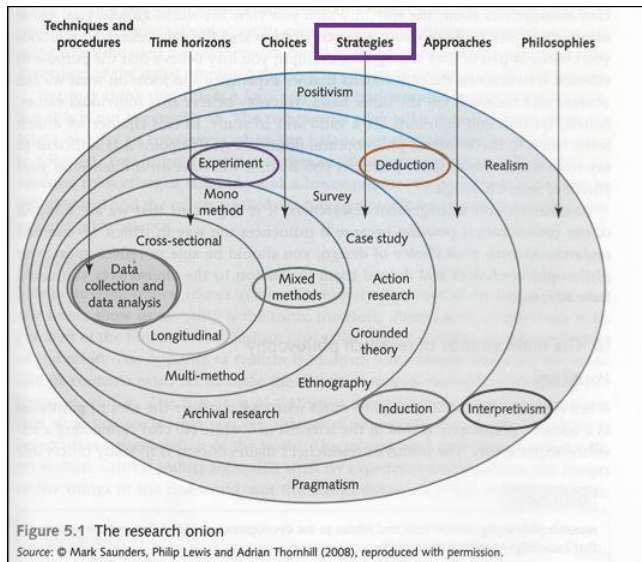 Techniques and
procedures
Time horizons
Choices
Strategies
Approaches
Philosophies
Positivism
Experiment
Deduction
Realism
Mono
method
Survey
Cross-sectional
Case study
Data
collection and
data analysis
Mixed
methods
Action
research
Longitudinal
Grounded
theory
Multi-method
Ethnography
Archival research
Induction
Interpretivism
Pragmatism
Figure 5.1 The research onion
Source: © Mark Saunders, Philip Lewis and Adrian Thornhill (2008), reproduced with permission.